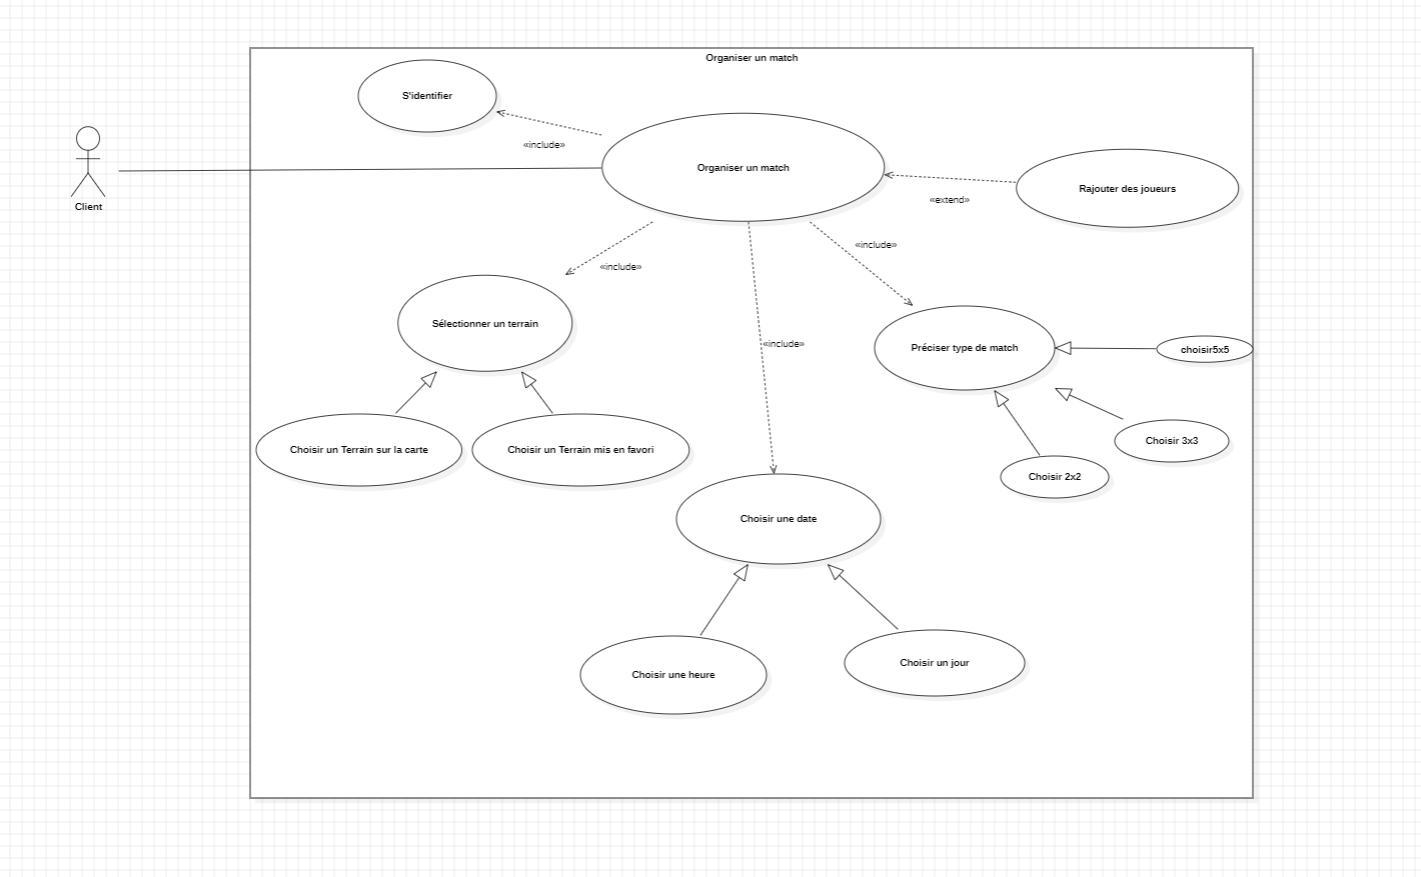 Organiser un match
S'identifier
«include»
Organiser un match
Client
Rajouter des joueurs
«extend»
«include»
«include»
Sélectionner un terrain
«include»
Préciser type de match
choisir5x5
Choisir un Terrain sur la carte
Choisir un Terrain mis en favori
Choisir 3x3
Choisir 2x2
Choisir une date
Choisir une heure
Choisir un jour